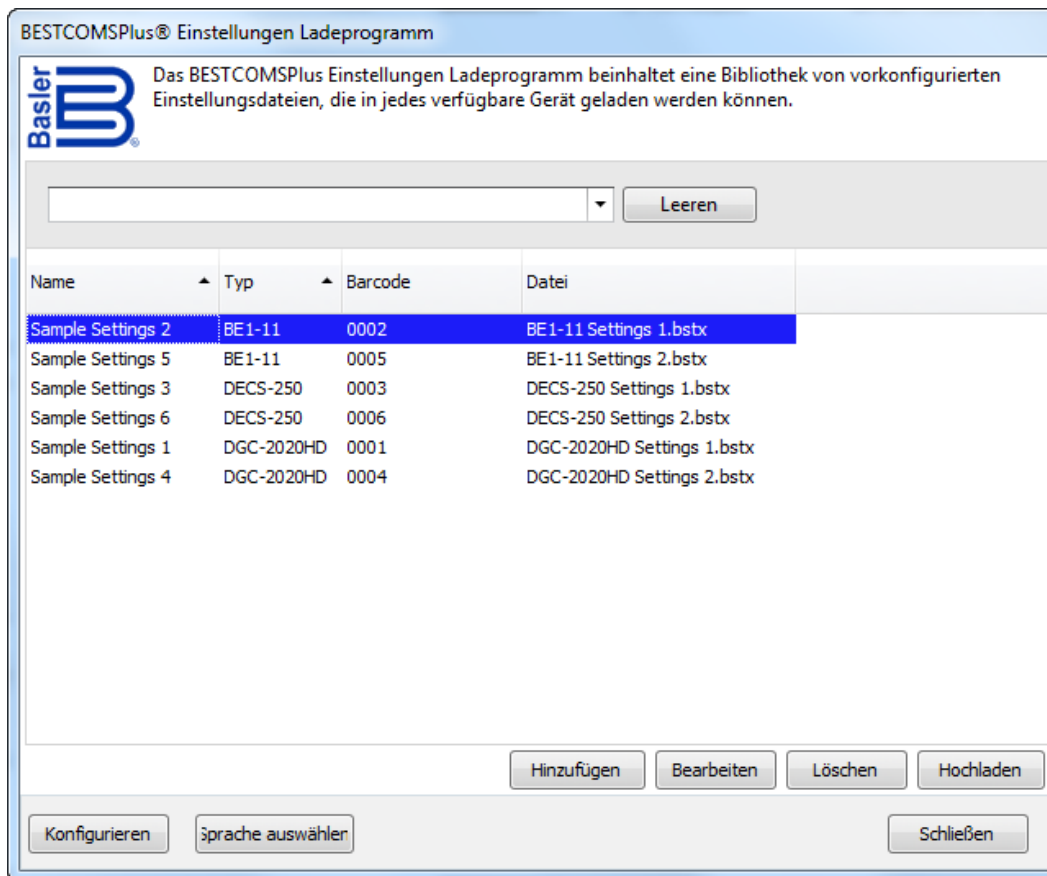 BESTCOMSPlus® Einstellungen Ladeprogramm
Basler®
Das BESTCOMSPlus Einstellungen Ladeprogramm beinhaltet eine Bibliothek von vorkonfigurierten
Einstellungsdateien, die in jedes verfügbare Gerät geladen werden können.
Leeren
Name Typ Barcode Datei
Sample Settings 2 BE1-11 0002 BE1-11 Settings 1.bstx
Sample Settings 5 BE1-11 0005 BE1-11 Settings 2.bstx
Sample Settings 3 DECS-250 0003 DECS-250 Settings 1.bstx
Sample Settings 6 DECS-250 0006 DECS-250 Settings 2.bstx
Sample Settings 1 DGC-2020HD 0001 DGC-2020HD Settings 1.bstx
Sample Settings 4 DGC-2020HD 0004 DGC-2020HD Settings 2.bstx
Hinzufügen Bearbeiten Löschen Hochladen
Konfigurieren Sprache auswählen Schließen